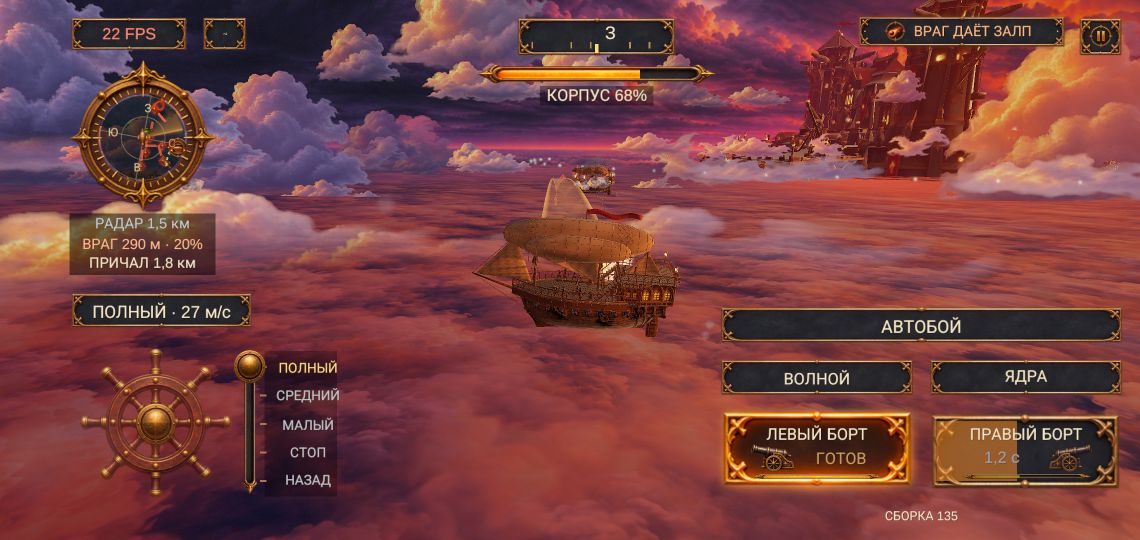 22 FPS
~
3
ВРАГ ДАЁТ ЗАЛП
КОРПУС 68%
З
Ю
В
РАДАР 1,5 км
ВРАГ 290 м · 20%
ПРИЧАЛ 1,8 км
ПОЛНЫЙ · 27 м/с
ПОЛНЫЙ
СРЕДНИЙ
МАЛЫЙ
СТОП
НАЗАД
АВТОБОЙ
ВОЛНОЙ
ЯДРА
ЛЕВЫЙ БОРТ
ГОТОВ
ПРАВЫЙ БОРТ
1,2 с
СБОРКА 135